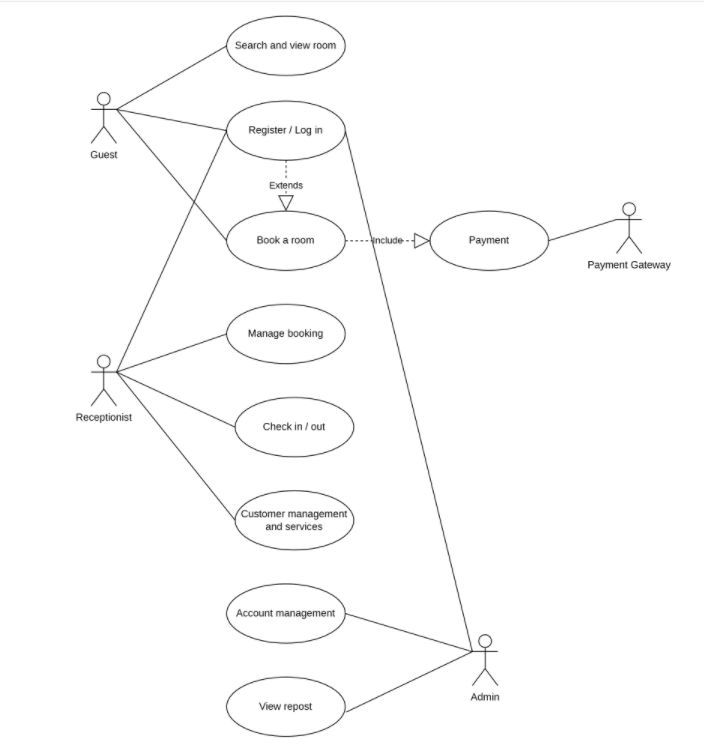 Search and view room
Register / Log in
Guest
Extends
Book a room
Include
Payment
Payment Gateway
Manage booking
Receptionist
Check in / out
Customer management
and services
Account management
Admin
View repost